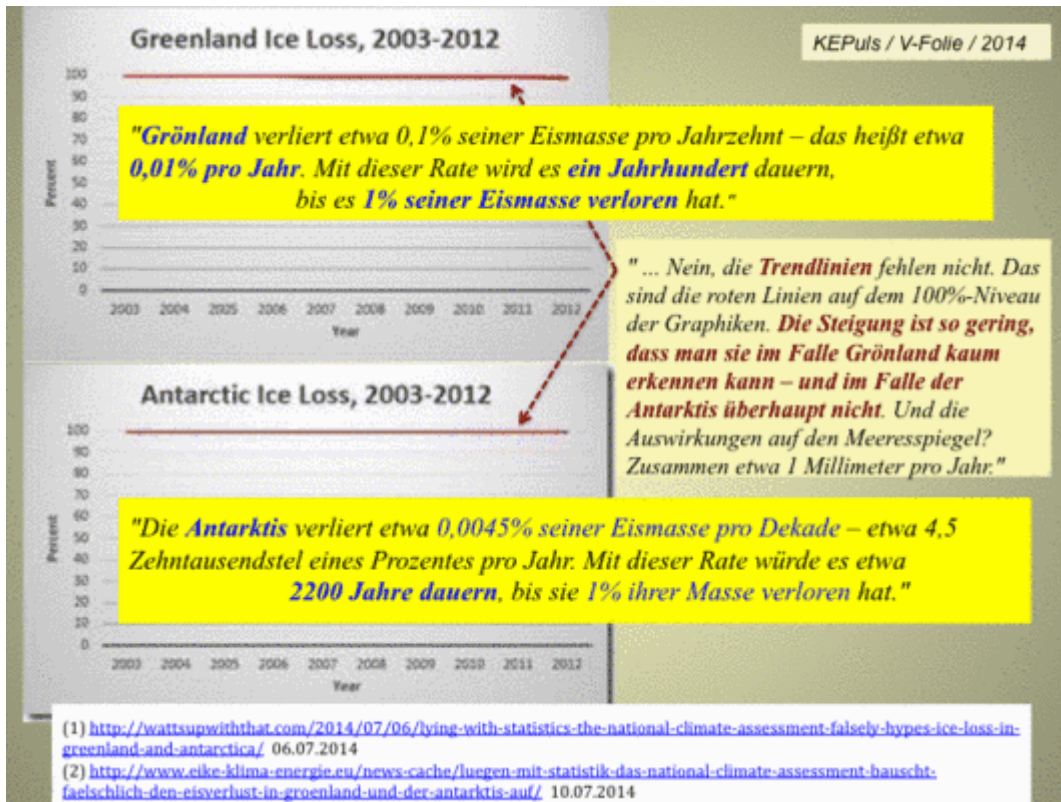 Greenland Ice Loss, 2003-2012
KEPuls / V-Folie / 2014
100
90
80
70
60
50
40
30
20
10
0
Percent
"Grönland verliert etwa 0,1% seiner Eismasse pro Jahrzehnt – das heißt etwa
0,01% pro Jahr. Mit dieser Rate wird es ein Jahrhundert dauern,
bis es 1% seiner Eismasse verloren hat."
2003 2004 2005 2006 2007 2008 2009 2010 2011 2012
Year
" ... Nein, die Trendlinien fehlen nicht. Das
sind die roten Linien auf dem 100%-Niveau
der Graphiken. Die Steigung ist so gering,
dass man sie im Falle Grönland kaum
erkennen kann – und im Falle der
Antarktis überhaupt nicht. Und die
Auswirkungen auf den Meeresspiegel?
Zusammen etwa 1 Millimeter pro Jahr."
Antarctic Ice Loss, 2003-2012
100
90
80
70
60
50
40
30
20
10
0
Percent
"Die Antarktis verliert etwa 0,0045% seiner Eismasse pro Dekade – etwa 4,5
Zehntausendstel eines Prozentes pro Jahr. Mit dieser Rate würde es etwa
2200 Jahre dauern, bis sie 1% ihrer Masse verloren hat."
2003 2004 2005 2006 2007 2008 2009 2010 2011 2012
Year
(1) http://wattsupwiththat.com/2014/07/06/lying-with-statistics-the-national-climate-assessment-falsely-hypes-ice-loss-in-
greenland-and-antarctica/ 06.07.2014
(2) http://www.eike-klima-energie.eu/news-cache/luegen-mit-statistik-das-national-climate-assessment-bauscht-
faelschlich-den-eisverlust-in-groenland-und-der-antarktis-auf/ 10.07.2014